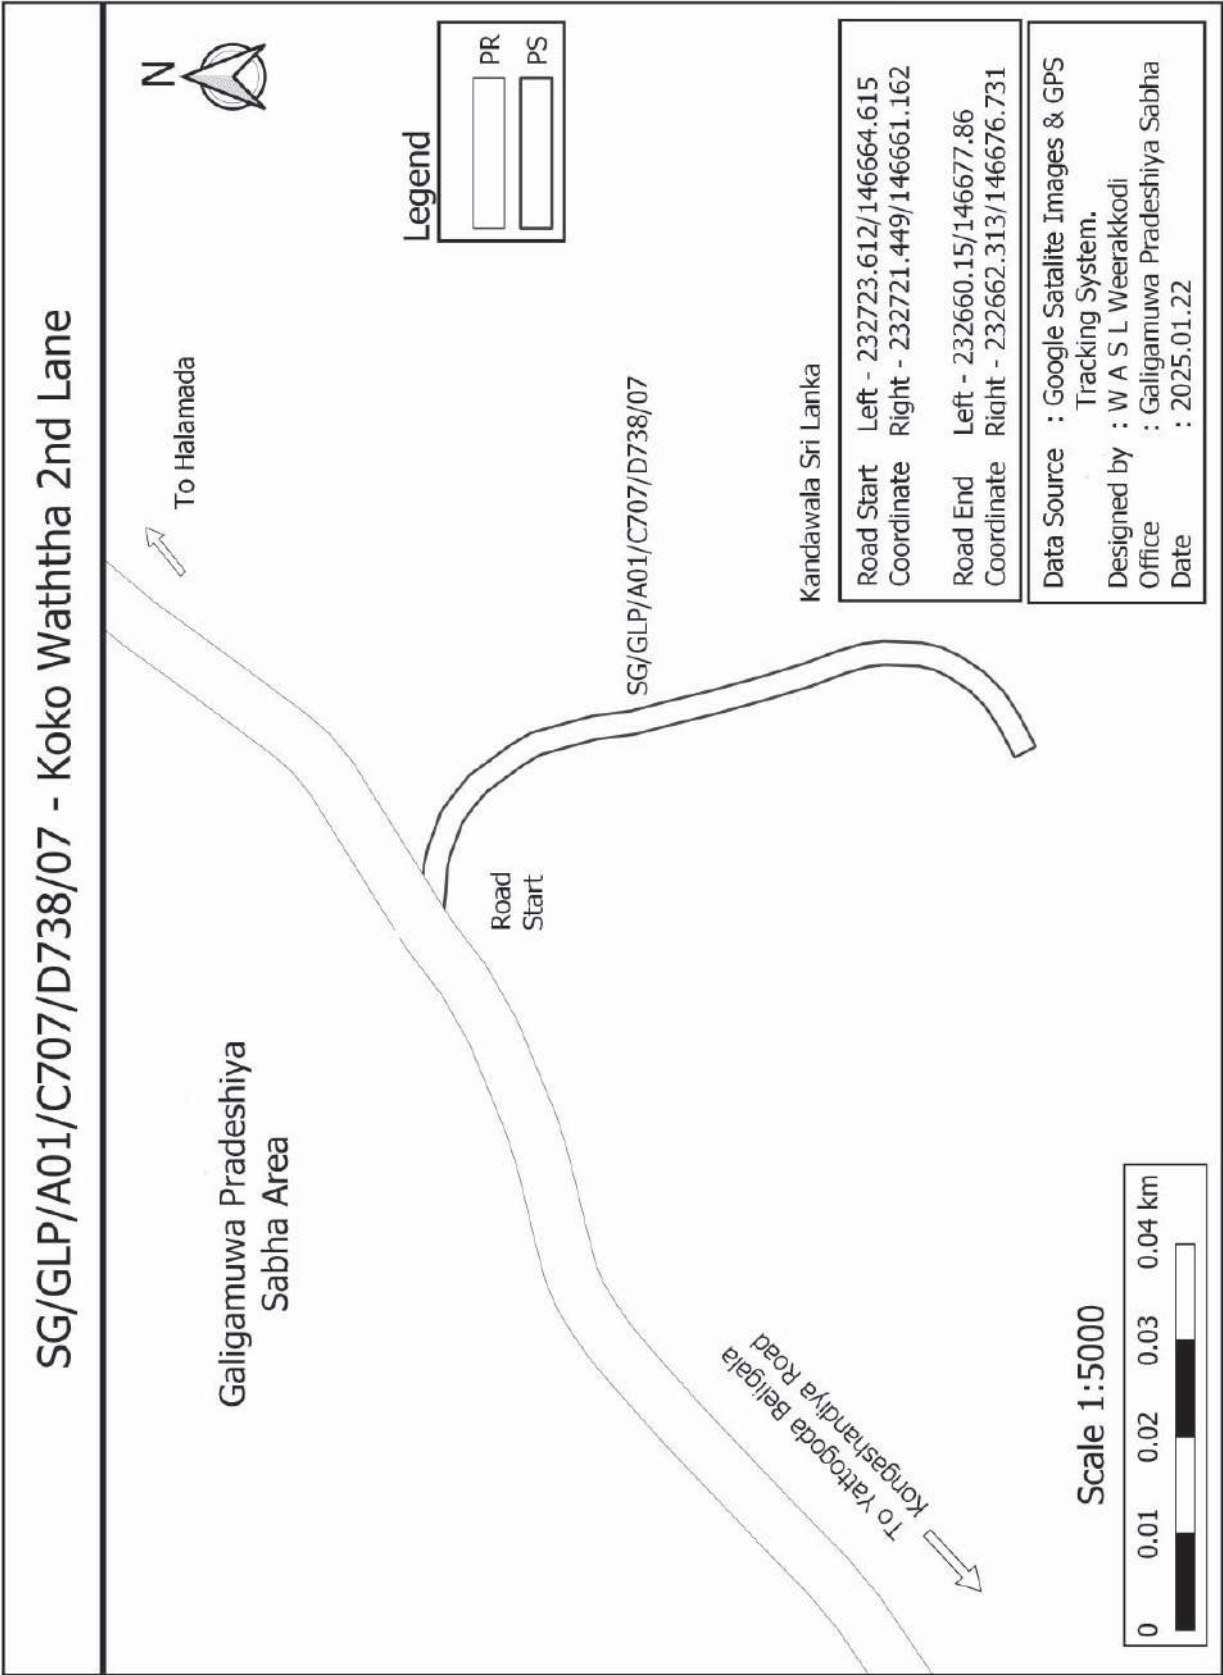 SG/GLP/A01/C707/D738/07 - Koko Waththa 2nd Lane
N
To Halamada
Galigamuwa Pradeshiya
Sabha Area
Legend
PR
PS
Road
Start
SG/GLP/A01/C707/D738/07
To Yattogoda Beligala
Kongashandiya Road
Kandawala Sri Lanka
Road Start Left - 232723.612/146664.615
Coordinate Right - 232721.449/146661.162
Road End Left - 232660.15/146677.86
Coordinate Right - 232662.313/146676.731
Data Source : Google Satalite Images & GPS
Tracking System.
Designed by : W A S L Weerakkodi
Office : Galigamuwa Pradeshiya Sabha
Date : 2025.01.22
Scale 1:5000
0 0.01 0.02 0.03 0.04 km